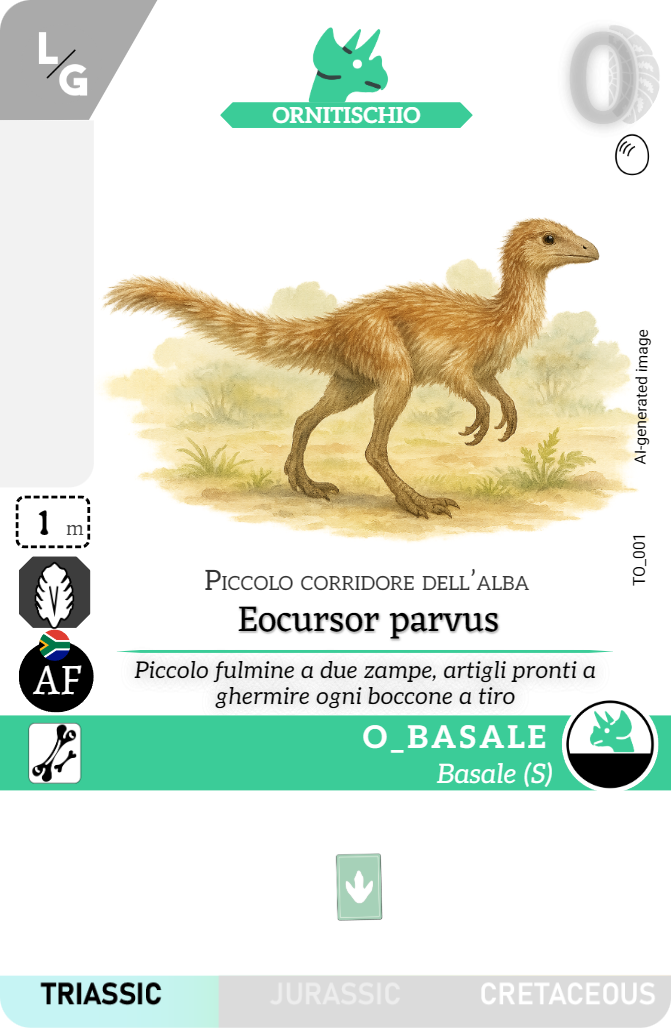 L/G
ORNITISCHIO
0
AI-generated image
TO_001
1 m
AF
Piccolo corridore dell'alba
Eocursor parvus
Piccolo fulmine a due zampe, artigli pronti a
ghermire ogni boccone a tiro
O_BASALE
Basale (S)
TRIASSIC
JURASSIC
CRETACEOUS